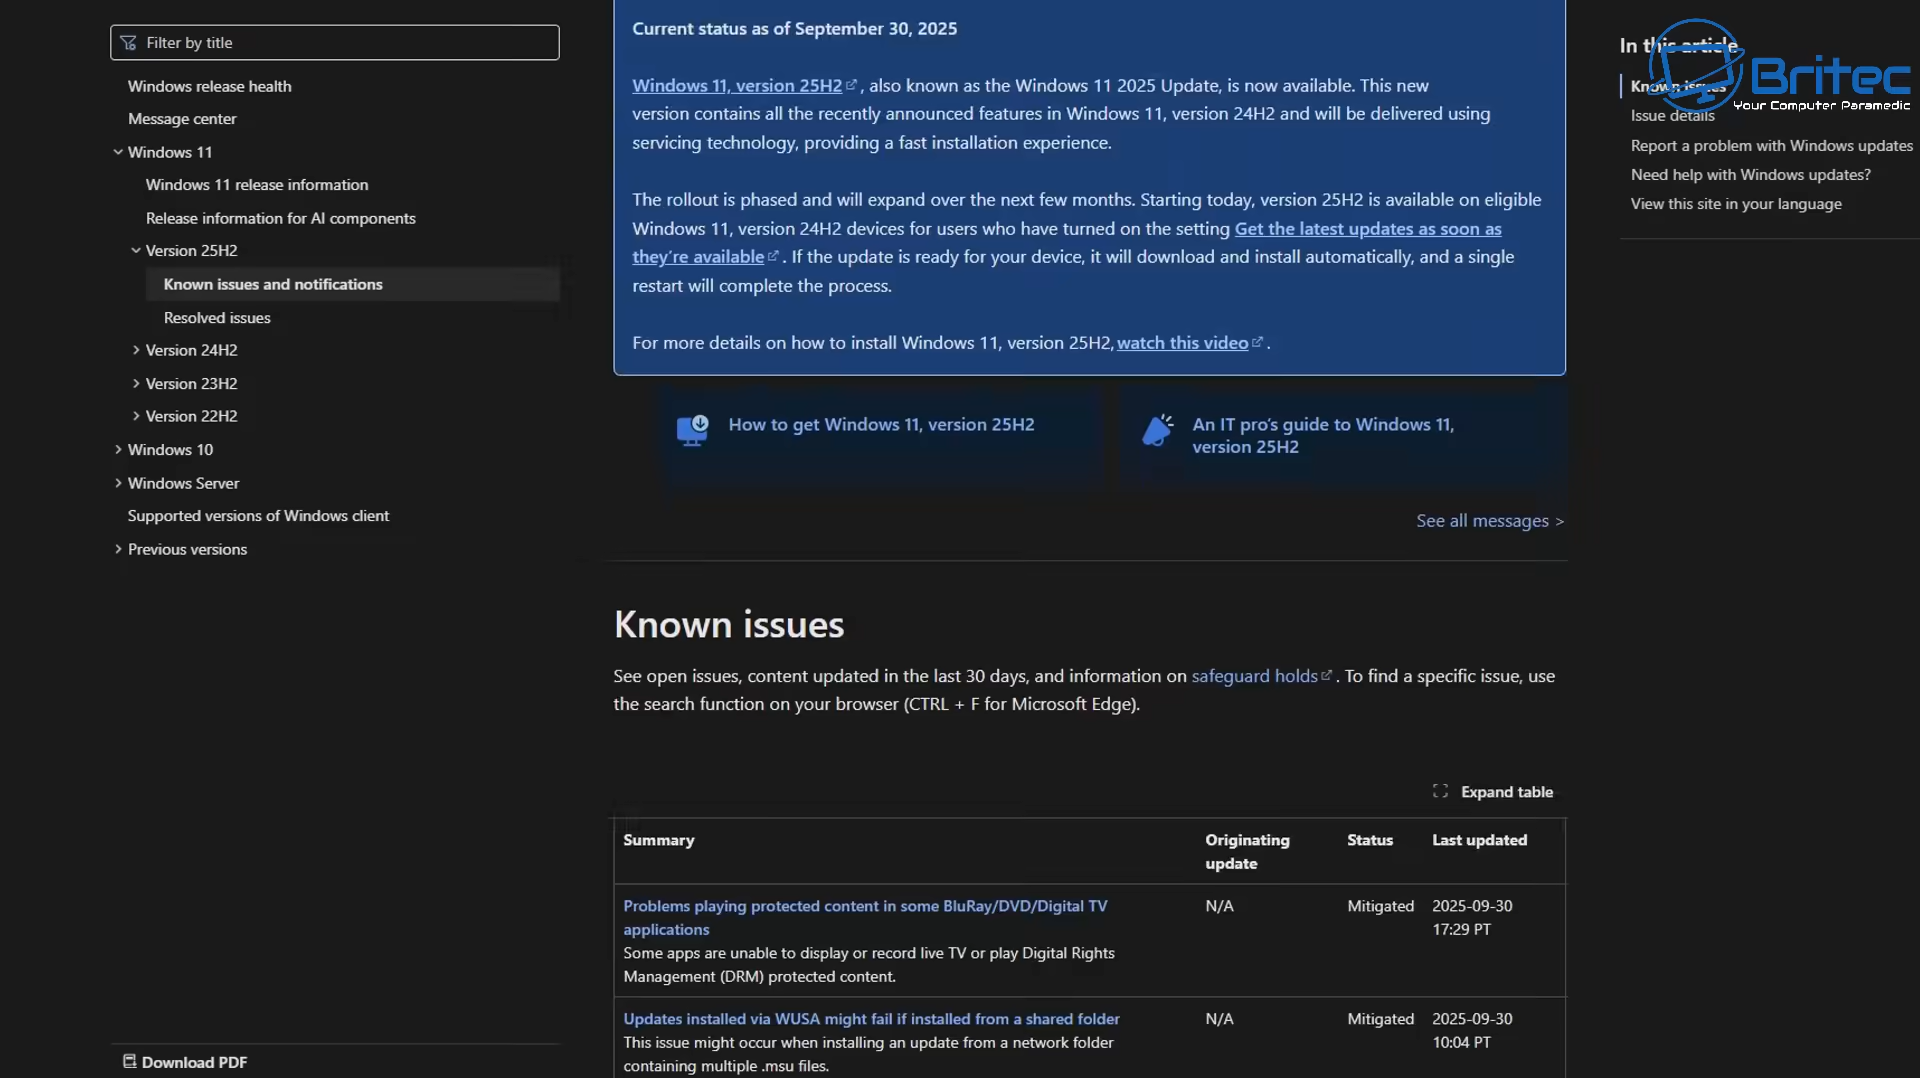 Filter by title
Windows release health
Message center
Windows 11
Windows 11 release information
Release information for AI components
Version 25H2
Known issues and notifications
Resolved issues
Version 24H2
Version 23H2
Version 22H2
Windows 10
Windows Server
Supported versions of Windows client
Previous versions
Download PDF
Current status as of September 30, 2025
Windows 11, version 25H2 , also known as the Windows 11 2025 Update, is now available. This new
version contains all the recently announced features in Windows 11, version 24H2 and will be delivered using
servicing technology, providing a fast installation experience.
The rollout is phased and will expand over the next few months. Starting today, version 25H2 is available on eligible
Windows 11, version 24H2 devices for users who have turned on the setting Get the latest updates as soon as
they’re available . If the update is ready for your device, it will download and install automatically, and a single
restart will complete the process.
For more details on how to install Windows 11, version 25H2, watch this video .
How to get Windows 11, version 25H2
An IT pro’s guide to Windows 11,
version 25H2
See all messages >
Known issues
See open issues, content updated in the last 30 days, and information on safeguard holds . To find a specific issue, use
the search function on your browser (CTRL + F for Microsoft Edge).
Expand table
Summary
Originating
update
Status
Last updated
Problems playing protected content in some BluRay/DVD/Digital TV
applications
Some apps are unable to display or record live TV or play Digital Rights
Management (DRM) protected content.
N/A
Mitigated
2025-09-30
17:29 PT
Updates installed via WUSA might fail if installed from a shared folder
This issue might occur when installing an update from a network folder
containing multiple .msu files.
N/A
Mitigated
2025-09-30
10:04 PT
In this article
Known issues
Issue details
Report a problem with Windows updates
Need help with Windows updates?
View this site in your language
Britec
Your Computer Paramedic